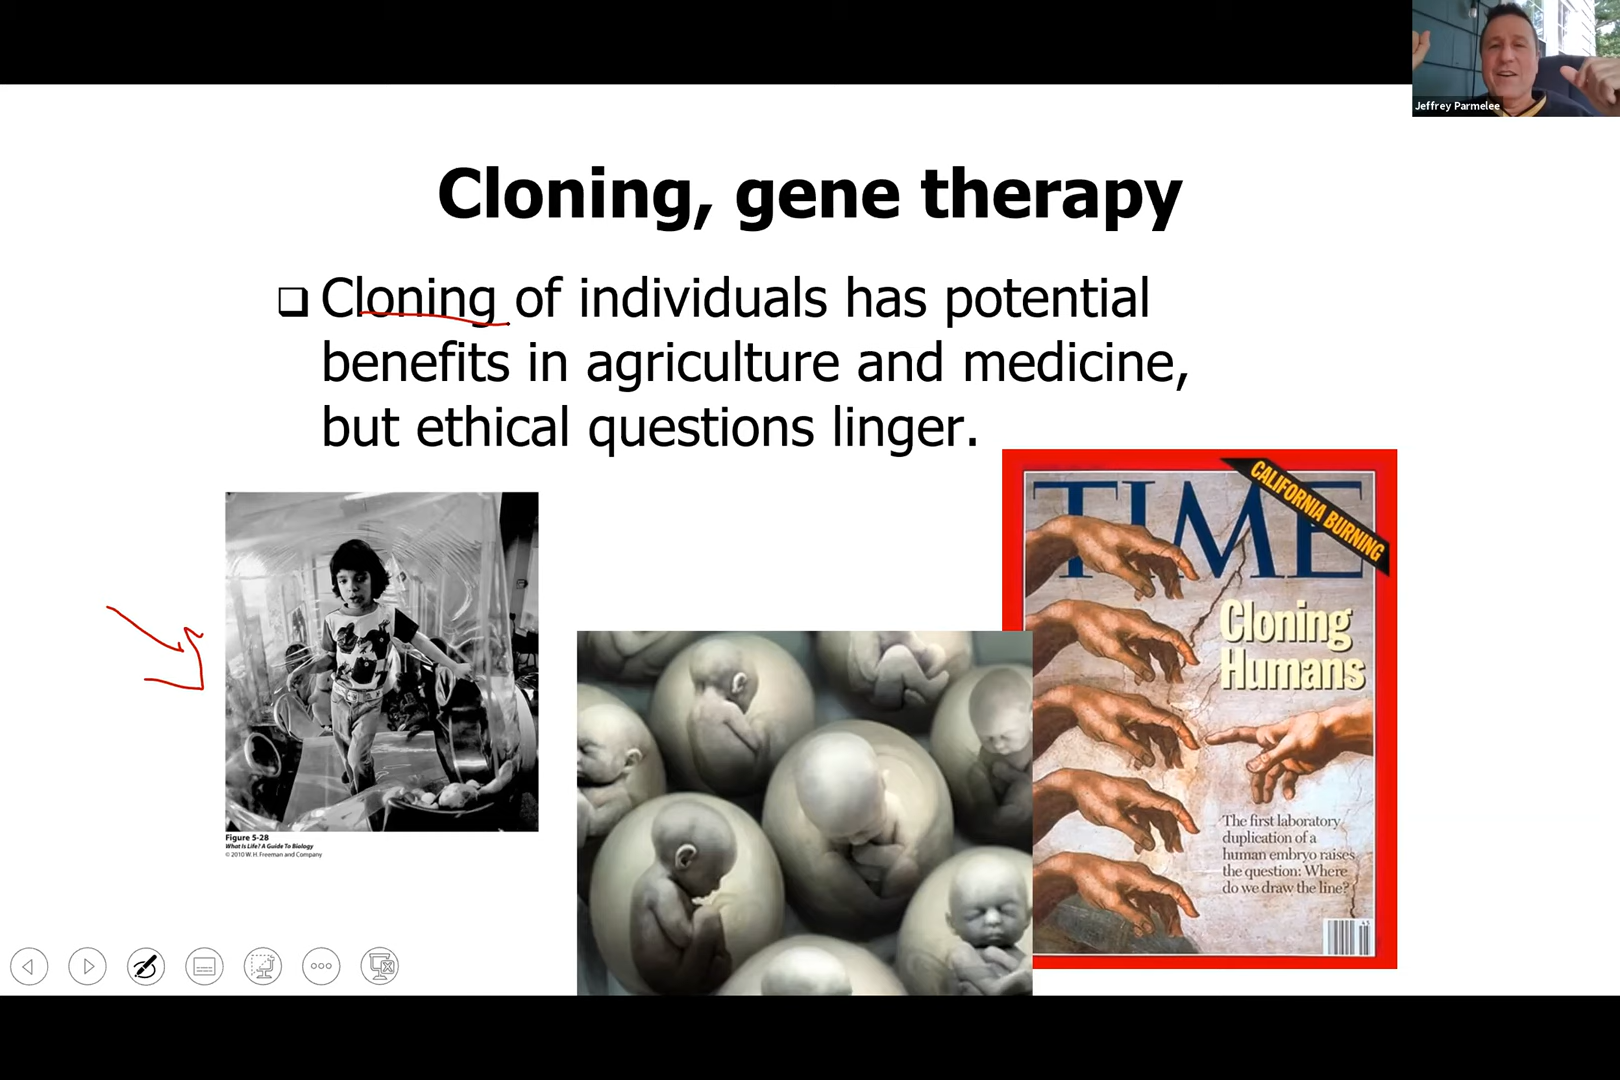 Jeffrey Parmelee
Cloning, gene therapy
Cloning of individuals has potential
benefits in agriculture and medicine,
but ethical questions linger.
Figure 5-28
What Is Life? A Guide To Biology
© 2010 W. H. Freeman and Company
CALIFORNIA BURNING
TIME
Cloning
Humans
The first laboratory
duplication of a
human embryo raises
the question: Where
do we draw the line?